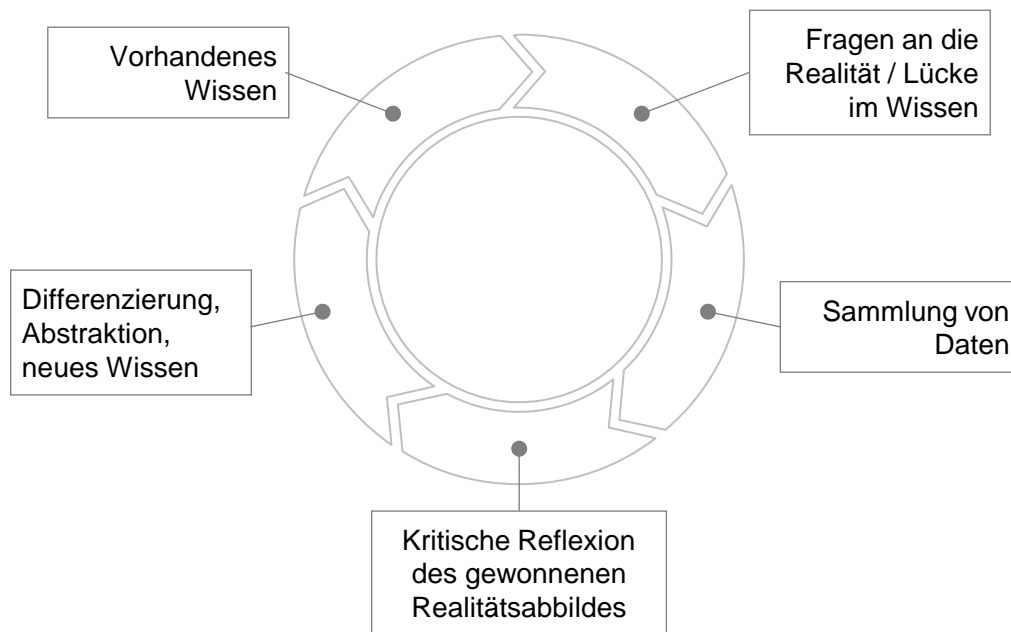 Vorhandenes
Wissen
Fragen an die
Realität / Lücke
im Wissen
Sammlung von
Daten
Kritische Reflexion
des gewonnenen
Realitätsabbildes
Differenzierung,
Abstraktion,
neues Wissen